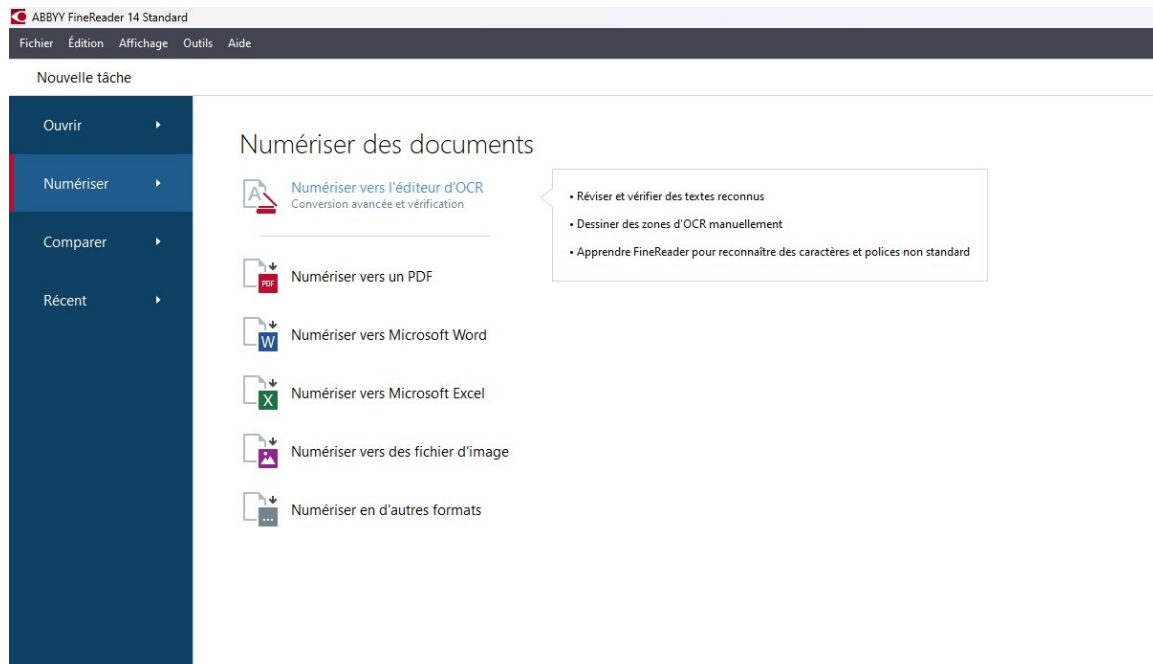 ABBYY FineReader 14 Standard
Fichier Édition Affichage Outils Aide
Nouvelle tâche
Ouvrir
Numériser
Comparer
Récent
Numériser des documents
Numériser vers l'éditeur d'OCR
Conversion avancée et vérification
• Réviser et vérifier des textes reconnus
• Dessiner des zones d'OCR manuellement
• Apprendre FineReader pour reconnaître des caractères et polices non standard
PDF
Numériser vers un PDF
W
Numériser vers Microsoft Word
X
Numériser vers Microsoft Excel
Numériser vers des fichier d'image
...
Numériser en d'autres formats